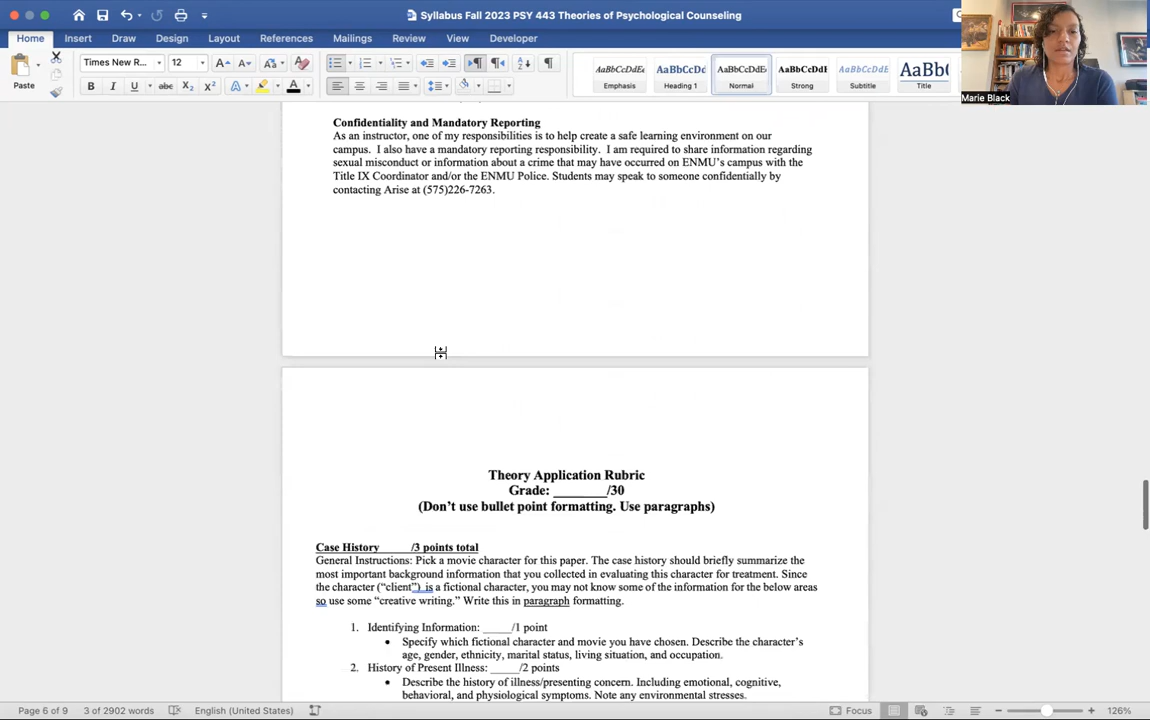 Syllabus Fall 2023 PSY 443 Theories of Psychological Counseling
Home Insert Draw Design Layout References Mailings Review View Developer
Paste
Times New R... 12
AaBbCcDdEe AaBbCcDd AaBbCcDdEe AaBbCcDdE AaBbCcDdEe AaBb(
Emphasis Heading 1 Normal Strong Subtitle Title
Marie Black
Confidentiality and Mandatory Reporting
As an instructor, one of my responsibilities is to help create a safe learning environment on our
campus. I also have a mandatory reporting responsibility. I am required to share information regarding
sexual misconduct or information about a crime that may have occurred on ENMU's campus with the
Title IX Coordinator and/or the ENMU Police. Students may speak to someone confidentially by
contacting Arise at (575)226-7263.
Theory Application Rubric
Grade: _______/30
(Don't use bullet point formatting. Use paragraphs)
Case History ____/3 points total
General Instructions: Pick a movie character for this paper. The case history should briefly summarize the
most important background information that you collected in evaluating this character for treatment. Since
the character ("client") is a fictional character, you may not know some of the information for the below areas
so use some "creative writing." Write this in paragraph formatting.
1. Identifying Information: _____/1 point
• Specify which fictional character and movie you have chosen. Describe the character's
age, gender, ethnicity, marital status, living situation, and occupation.
2. History of Present Illness: _____/2 points
• Describe the history of illness/presenting concern. Including emotional, cognitive,
behavioral, and physiological symptoms. Note any environmental stresses.
Page 6 of 9 3 of 2902 words English (United States) Focus 126%